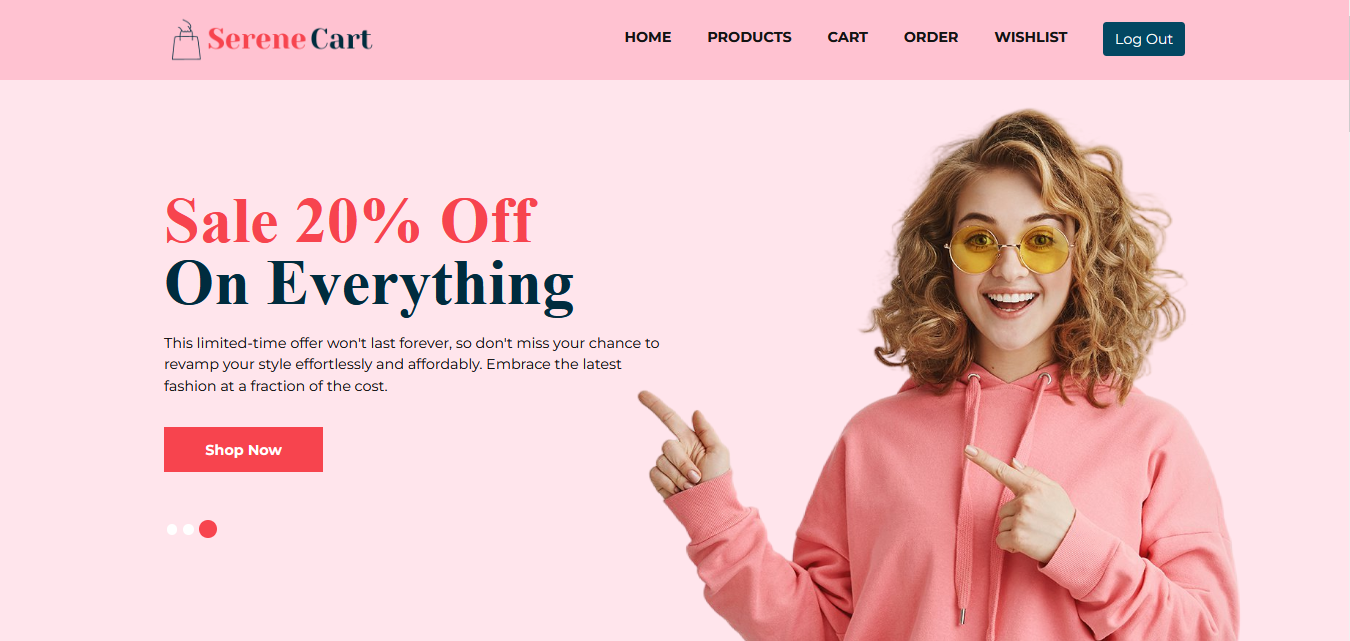 Serene Cart
HOME PRODUCTS CART ORDER WISHLIST Log Out
Sale 20% Off
On Everything
This limited-time offer won't last forever, so don't miss your chance to
revamp your style effortlessly and affordably. Embrace the latest
fashion at a fraction of the cost.
Shop Now